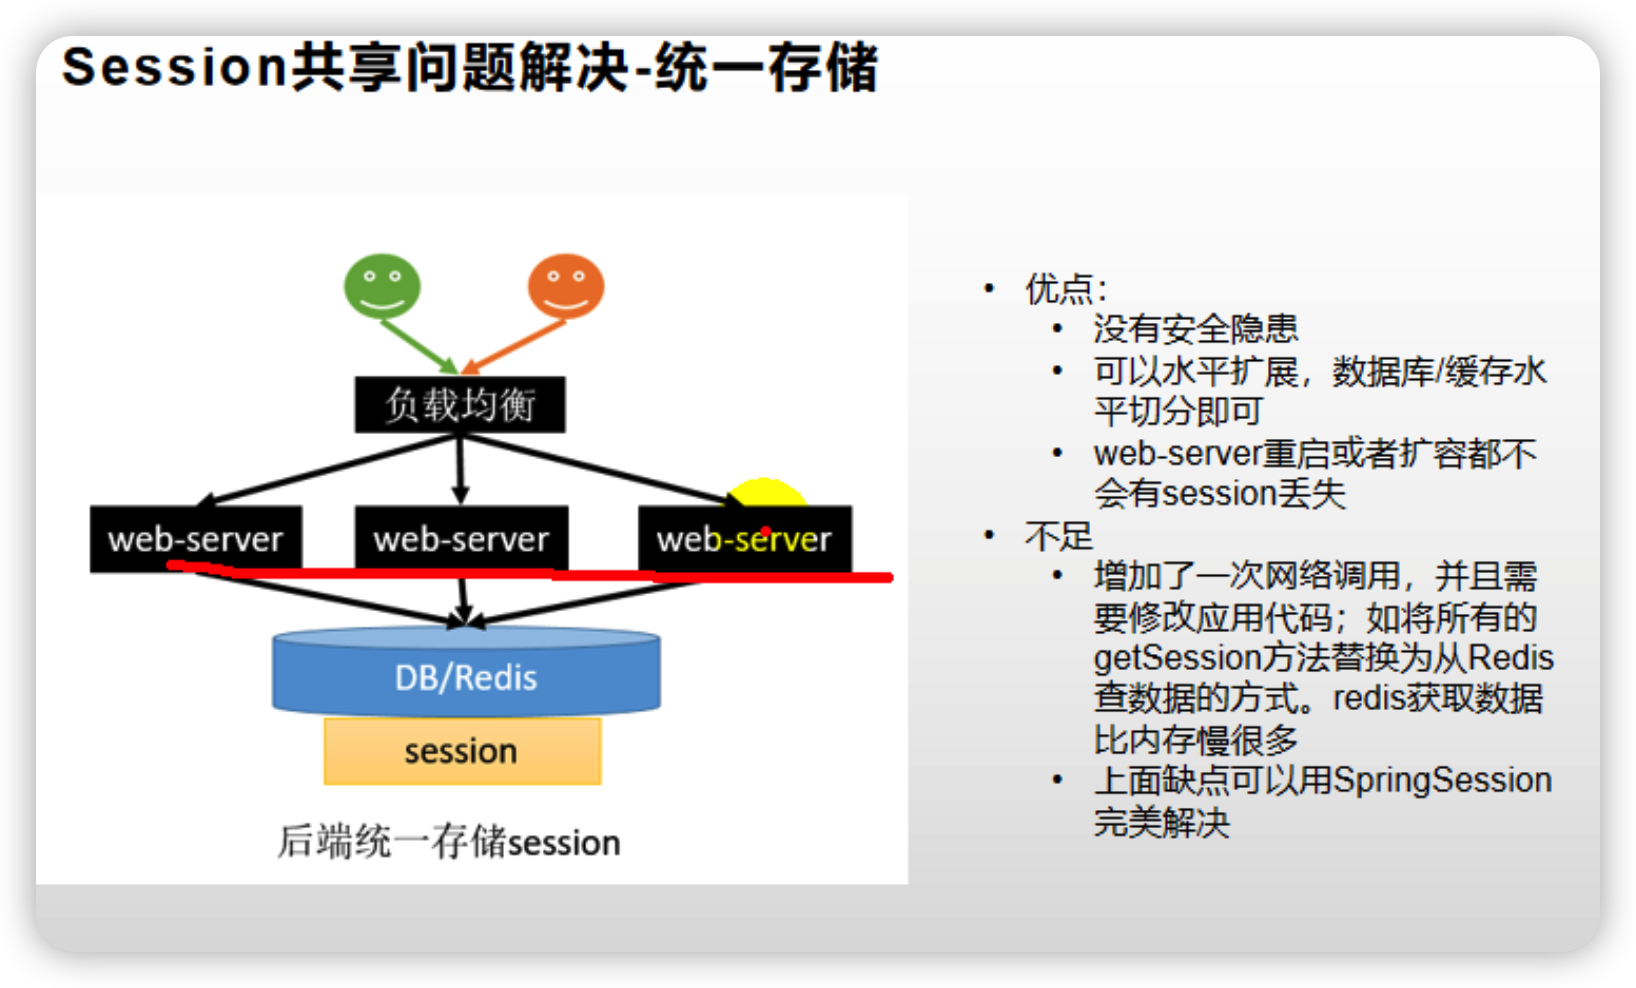 Session共享问题解决-统一存储
负载均衡
web-server
web-server
web-server
DB/Redis
session
后端统一存储session
• 优点：
• 没有安全隐患
• 可以水平扩展，数据库/缓存水
平切分即可
• web-server重启或者扩容都不
会有session丢失
• 不足
• 增加了一次网络调用，并且需
要修改应用代码；如将所有的
getSession方法替换为从Redis
查数据的方式。redis获取数据
比内存慢很多
• 上面缺点可以用SpringSession
完美解决